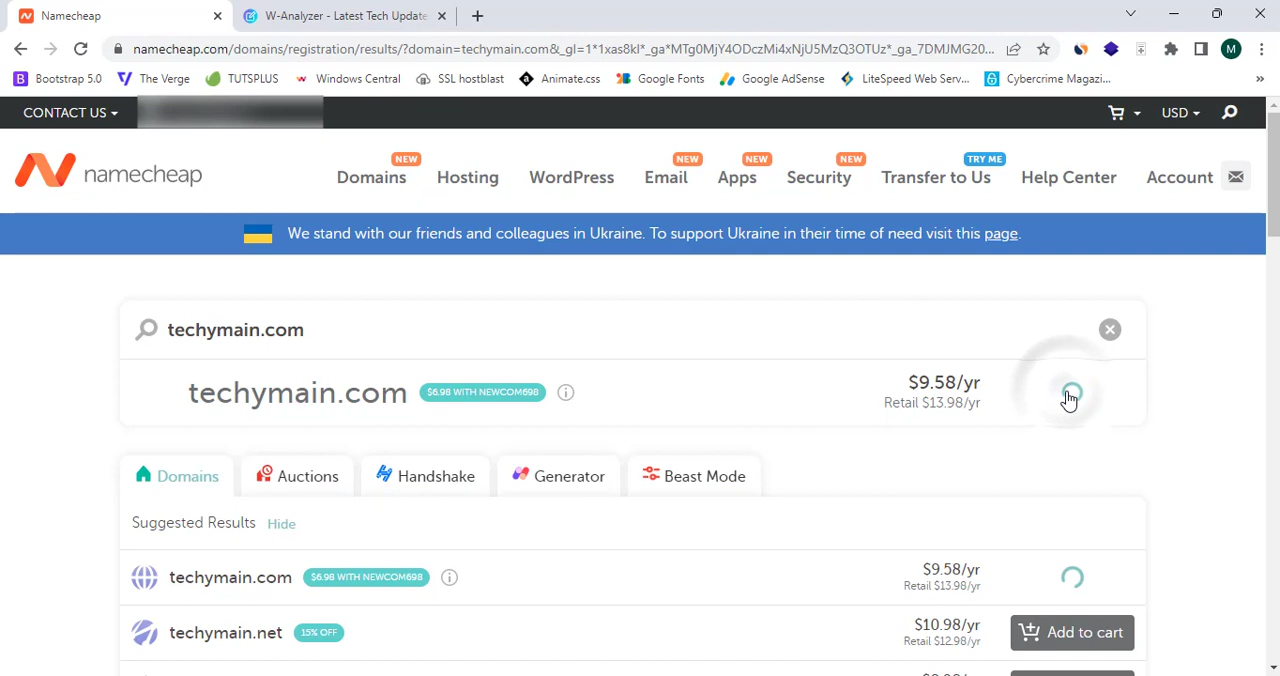 Namecheap
W-Analyzer - Latest Tech Update
namecheap.com/domains/registration/results/?domain=techymain.com&_gl=1*1xas8kl*_ga*MTg0MjY4ODczMi4xNjU5MzQ3OTUz*_ga_7DMJMG20...
M
B Bootstrap 5.0 The Verge TUTSPLUS Windows Central SSL hostblast Animate.css Google Fonts Google AdSense LiteSpeed Web Serv... Cybercrime Magazi... »
CONTACT US USD
NEW NEW NEW NEW TRY ME
namecheap Domains Hosting WordPress Email Apps Security Transfer to Us Help Center Account
We stand with our friends and colleagues in Ukraine. To support Ukraine in their time of need visit this page.
techymain.com
techymain.com $6.98 WITH NEWCOM698 $9.58/yr
Retail $13.98/yr
Domains Auctions Handshake Generator Beast Mode
Suggested Results Hide
techymain.com $6.98 WITH NEWCOM698 $9.58/yr
Retail $13.98/yr
techymain.net 15% OFF $10.98/yr Add to cart
Retail $12.98/yr